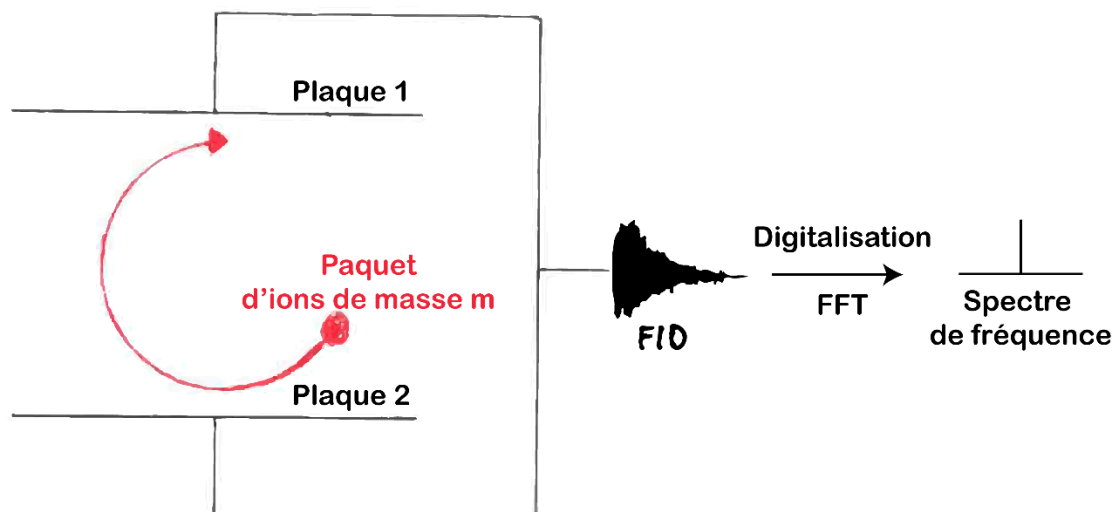 Plaque 1
Paquet
d'ions de masse m
Plaque 2
FID
Digitalisation
FFT
Spectre
de fréquence